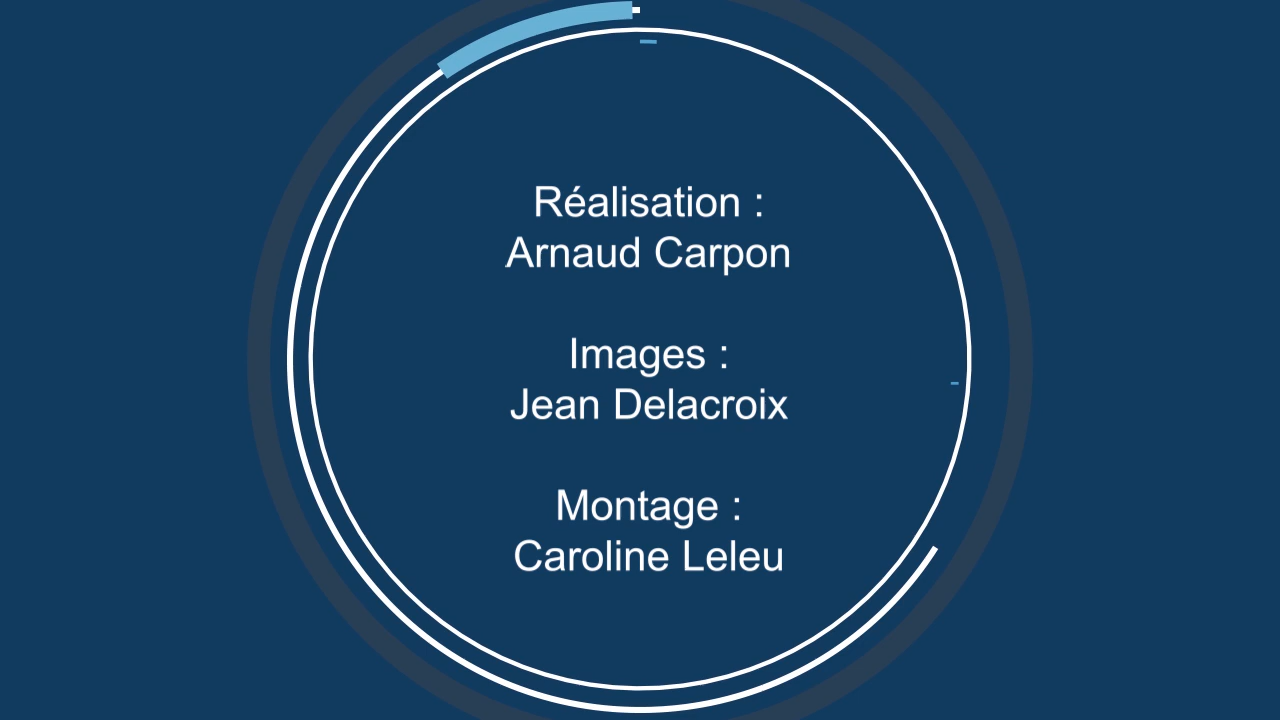 Réalisation :
Arnaud Carpon
Images :
Jean Delacroix
Montage :
Caroline Leleu